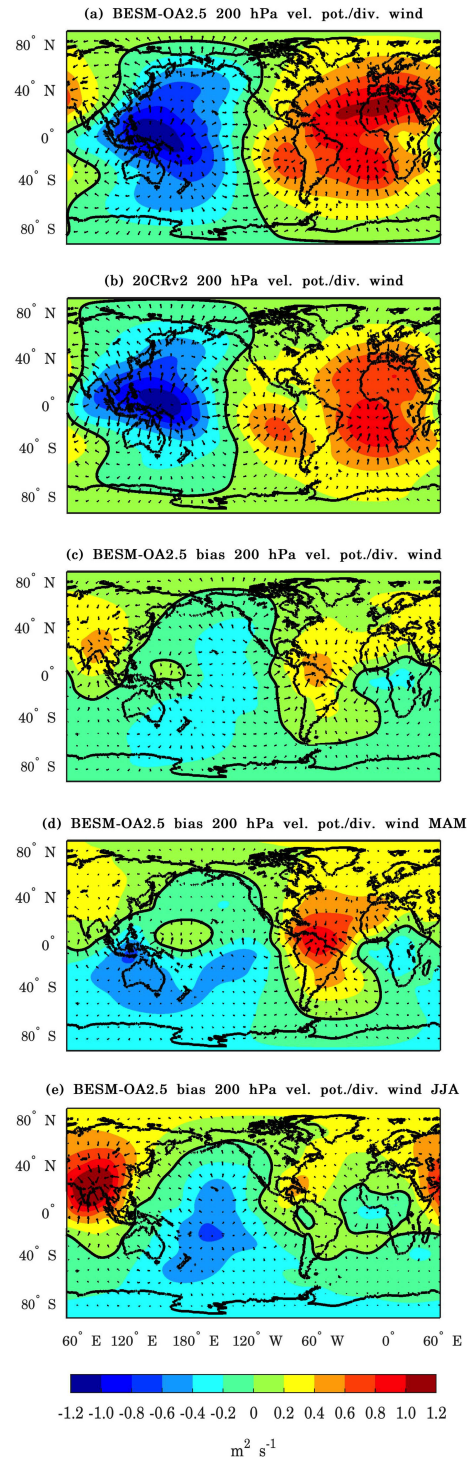 (a) BESM-OA2.5 200 hPa vel. pot./div. wind
80° N
40° N
0°
40° S
80° S
(b) 20CRv2 200 hPa vel. pot./div. wind
80° N
40° N
0°
40° S
80° S
(c) BESM-OA2.5 bias 200 hPa vel. pot./div. wind
80° N
40° N
0°
40° S
80° S
(d) BESM-OA2.5 bias 200 hPa vel. pot./div. wind MAM
80° N
40° N
0°
40° S
80° S
(e) BESM-OA2.5 bias 200 hPa vel. pot./div. wind JJA
80° N
40° N
0°
40° S
80° S
60° E 120° E 180° E 120° W 60° W 0° 60° E
-1.2 -1.0 -0.8 -0.6 -0.4 -0.2 0 0.2 0.4 0.6 0.8 1.0 1.2
m² s⁻¹